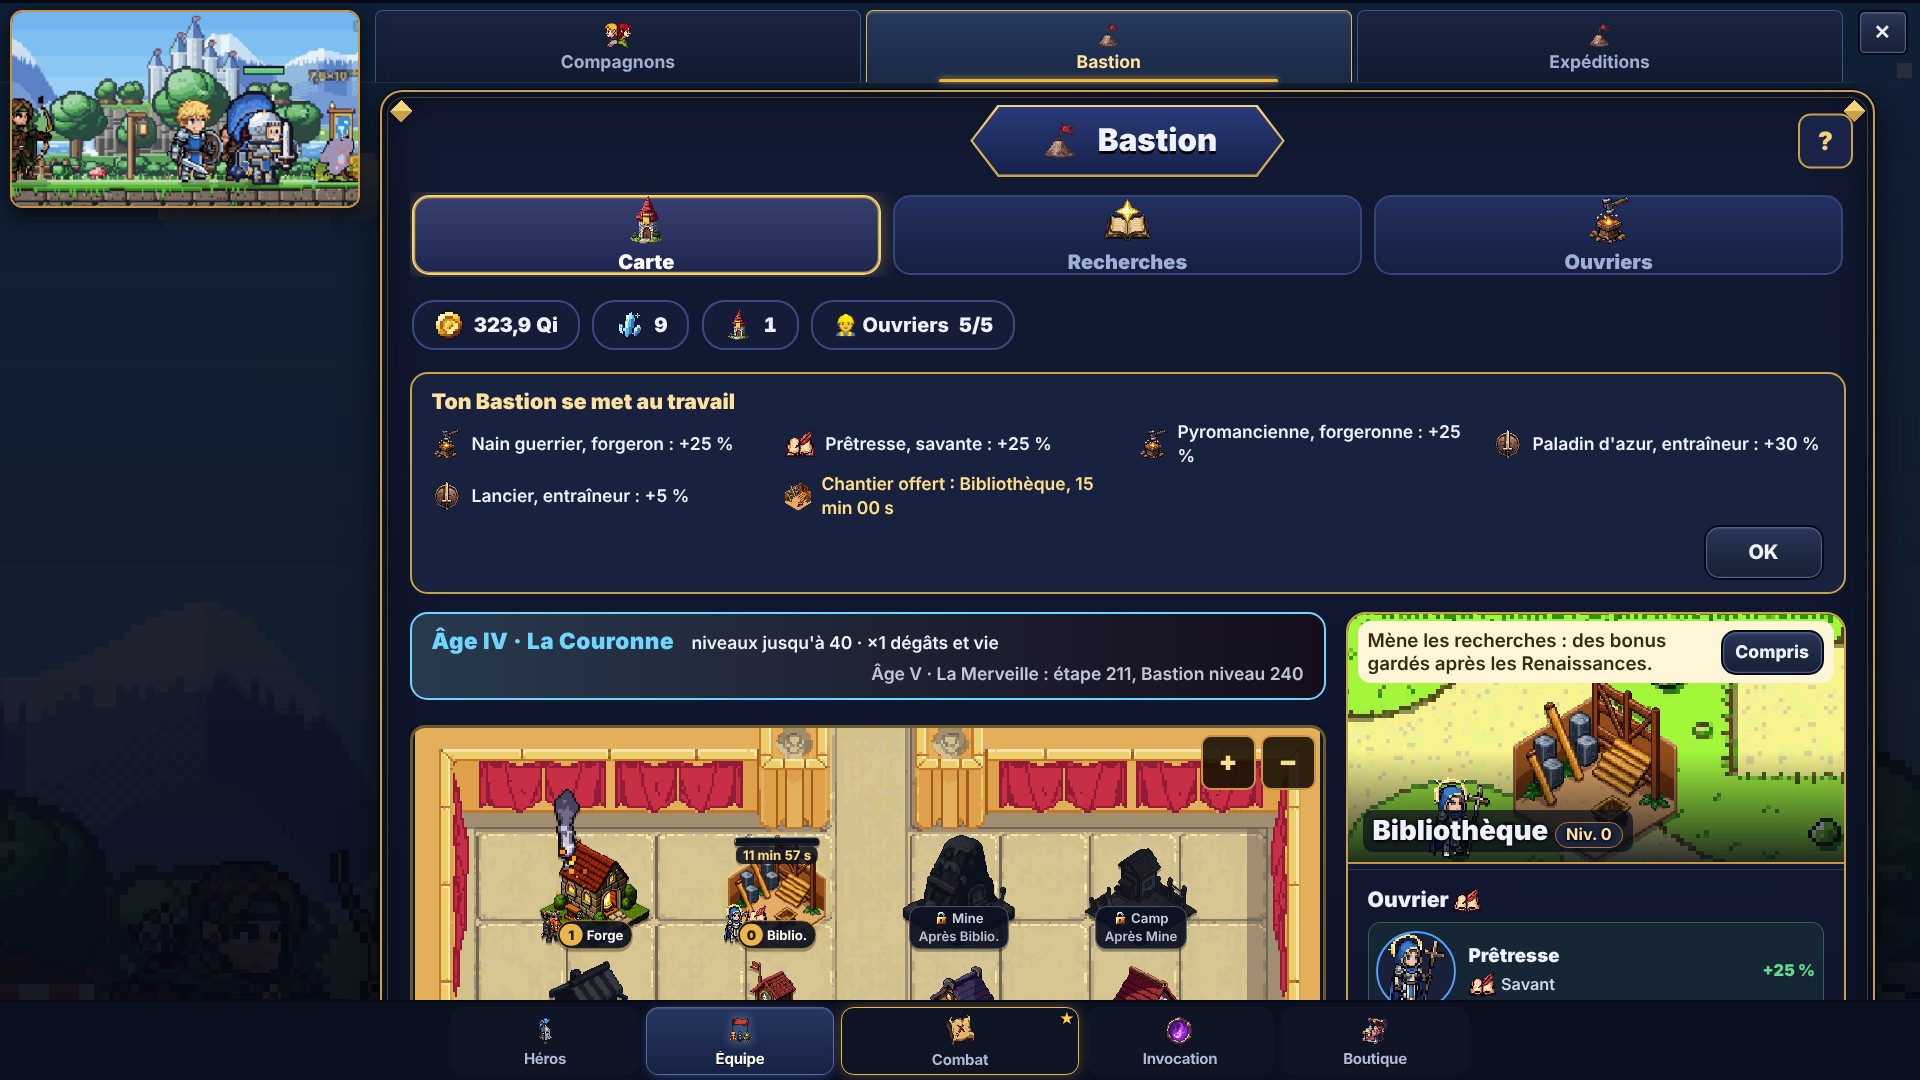 Compagnons
Bastion
Expéditions
Bastion
?
Carte
Recherches
Ouvriers
323,9 Qi
9
1
Ouvriers 5/5
Ton Bastion se met au travail
Nain guerrier, forgeron : +25 %
Prêtresse, savante : +25 %
Pyromancienne, forgeronne : +25
%
Paladin d'azur, entraîneur : +30 %
Lancier, entraîneur : +5 %
Chantier offert : Bibliothèque, 15
min 00 s
OK
Âge IV · La Couronne niveaux jusqu'à 40 · ×1 dégâts et vie
Âge V · La Merveille : étape 211, Bastion niveau 240
Mène les recherches : des bonus
gardés après les Renaissances.
Compris
Bibliothèque Niv. 0
+ −
11 min 57 s
1 Forge
0 Biblio.
Mine
Après Biblio.
Camp
Après Mine
Ouvrier
Prêtresse
Savant
+25 %
Héros
Équipe
Combat
Invocation
Boutique